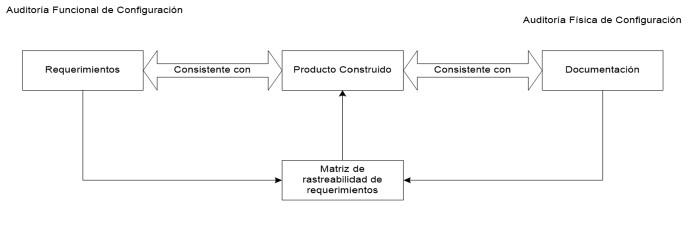 Auditoría Funcional de Configuración
Auditoría Física de Configuración
Requerimientos
Consistente con
Producto Construido
Consistente con
Documentación
Matriz de
rastreabilidad de
requerimientos